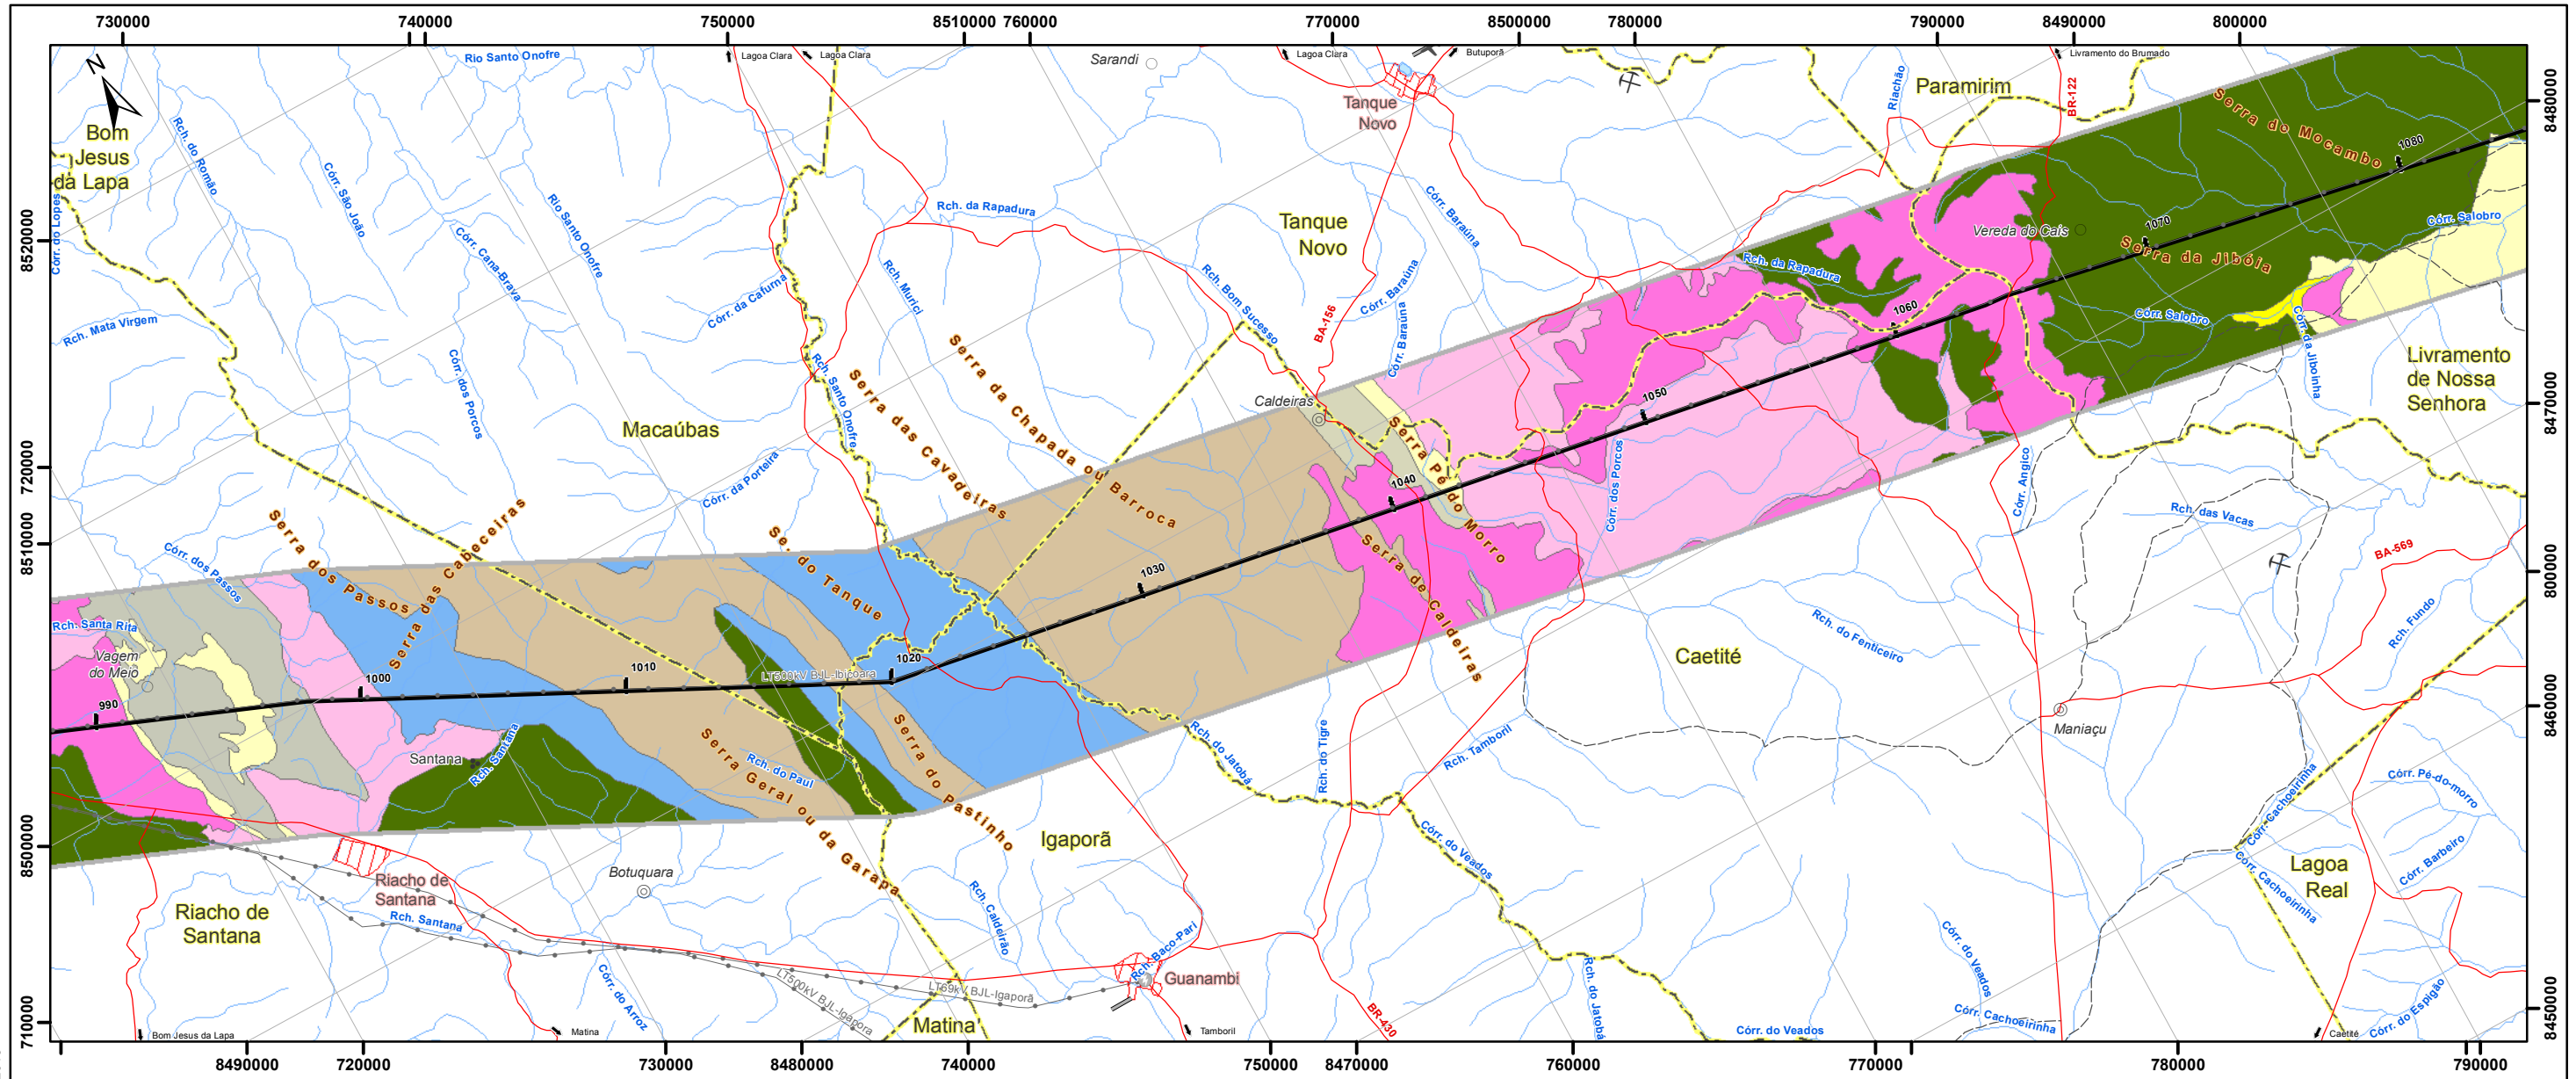 730000
740000
750000
8510000
760000
770000
8500000
780000
790000
8490000
800000
Lagoa Clara
Lagoa Clara
Lagoa Clara
Butuporã
Livramento do Brumado
N
Rio Santo Onofre
Sarandi
Bom
Jesus
da Lapa
Tanque
Novo
Riachão
Paramirim
BR-122
8480000
Serra do Mocambo
Rch. do Romão
Córr. São João
Córr. do Lopes
Rio Santo Onofre
Córr. Cana-Brava
Rch. da Rapadura
Córr. Baraúna
Tanque
Novo
Vereda do Cais
1080
1070
Serra da Jibóia
Córr. Salobro
8520000
Rch. Mata Virgem
Córr. da Cafurna
Rch. Murici
Rch. Bom Sucesso
BA-156
Córr. Baraúna
Córr. Baraúna
Rch. da Rapadura
1060
Córr. Salobro
Córr. da Jiboinha
Livramento
de Nossa
Senhora
Córr. dos Porcos
Rch. Santo Onofre
Serra das Cavadeiras
Serra da Chapada ou Barroca
Caldeiras
1050
8470000
Macaúbas
Serra Pé do Morro
7200000
Córr. da Porteira
1040
Córr. dos Porcos
Córr. Angico
Rch. das Vacas
8510000
Serra dos Passos
Serra das Cabeceiras
Se. do Tanque
Serra de Caldeiras
BA-569
800000
Córr. dos Passos
1030
Rch. Santa Rita
Vagem
do Meio
1020
LT500kV BJL-Ibicoara
1010
1000
990
Caetité
Rch. do Fenticeiro
Rch. Fundo
Santana
Rch. Santana
Serra Geral ou da Garapa
Rch. do Paul
Serra do Pastinho
Rch. do Jatobá
Rch. do Tigre
Rch. Tamboril
Maniaçu
8460000
Córr. Cachoeirinha
Córr. Pé-do-morro
8500000
Igaporã
Córr. do Veados
Lagoa
Real
Córr. Cachoeirinha
Córr. Barbeiro
Riacho de
Santana
Botuquara
Riacho de
Santana
Rch. Santana
Rch. Caldeirão
Rch. Baco-Pari
Guanambi
Córr. do Arroz
LT500kV BJL-Igapora
LT69kV BJL-Igaporã
Rch. do Jatobá
Córr. do Veados
Córr. Cachoeirinha
Córr. do Espigão
7100000
Bom Jesus da Lapa
Matina
Matina
Tamboril
BR-430
Córr. do Veados
Caetité
8450000
8490000
720000
730000
8480000
740000
750000
8470000
760000
770000
780000
790000